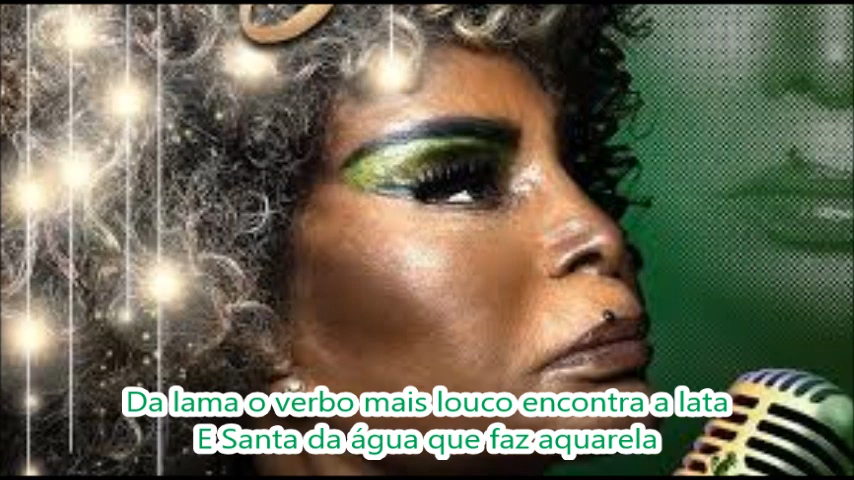 Da lama o verbo mais louco encontra a lata
E Santa da água que faz aquarela